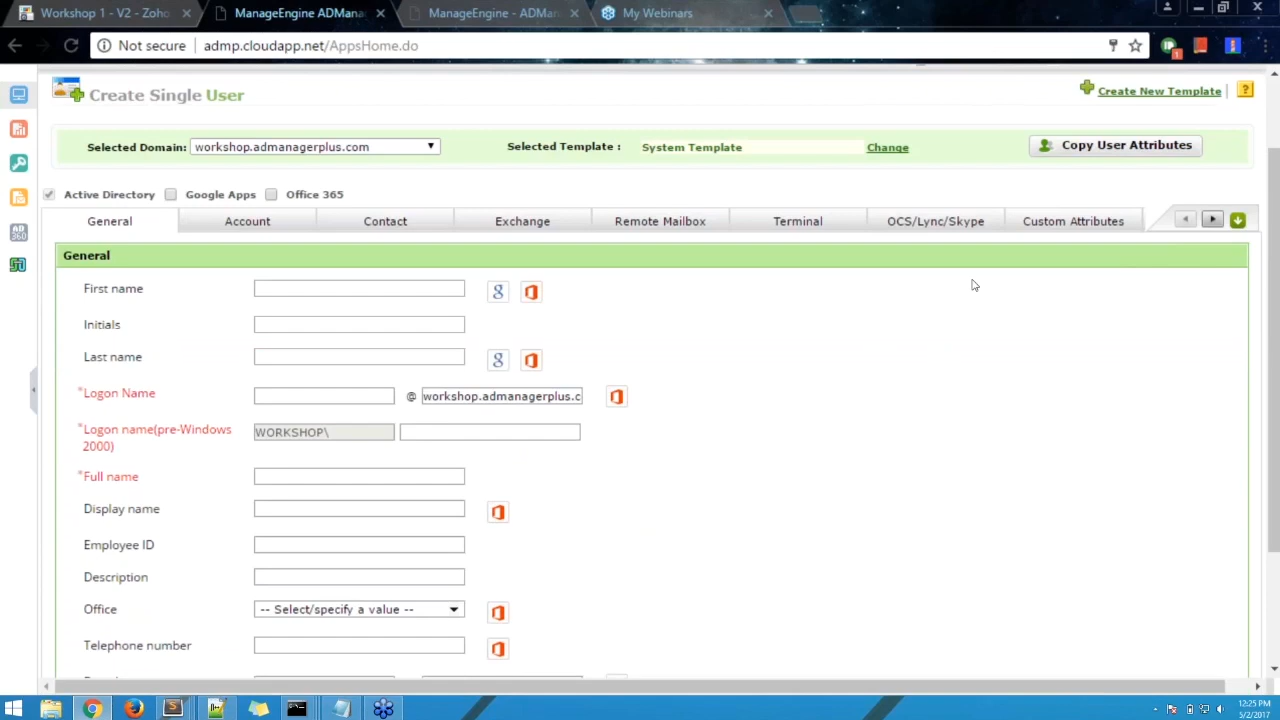 Workshop 1 - V2 - Zoho
ManageEngine ADMana
ManageEngine - ADMan
My Webinars
Not secure
admp.cloudapp.net/AppsHome.do
1
Create Single User
Create New Template
?
Selected Domain:
workshop.admanagerplus.com
Selected Template :
System Template
Change
Copy User Attributes
Active Directory
Google Apps
Office 365
General
Account
Contact
Exchange
Remote Mailbox
Terminal
OCS/Lync/Skype
Custom Attributes
AD
360
General
First name
Initials
Last name
*Logon Name
@
workshop.admanagerplus.c
*Logon name(pre-Windows
2000)
WORKSHOP\
*Full name
Display name
Employee ID
Description
Office
-- Select/specify a value --
Telephone number
12:25 PM
5/2/2017